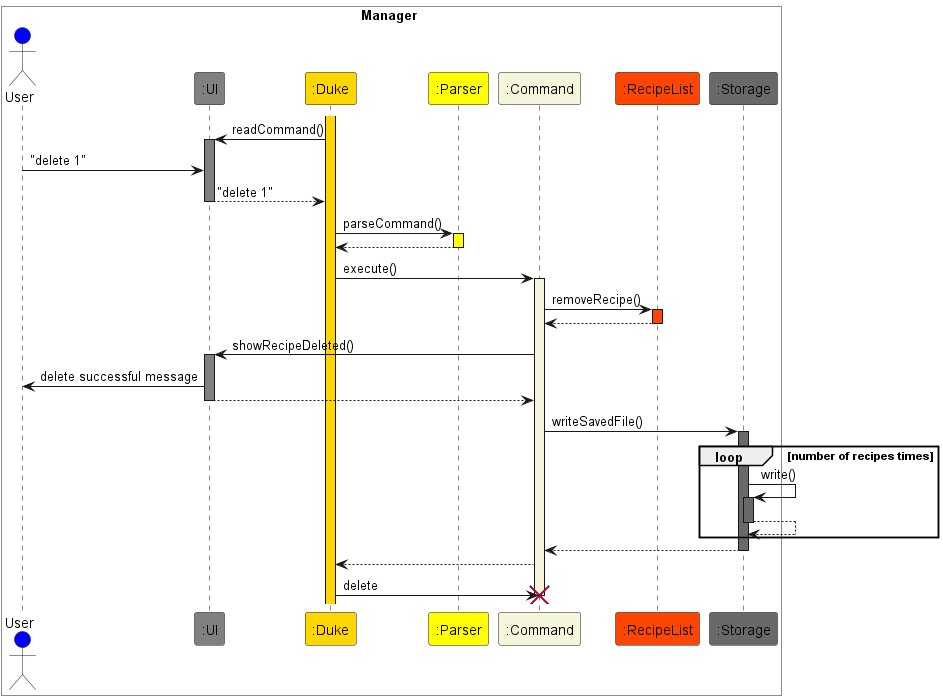 Manager
User
:UI
:Duke
:Parser
:Command
:RecipeList
:Storage
readCommand()
"delete 1"
"delete 1"
parseCommand()
execute()
removeRecipe()
showRecipeDeleted()
delete successful message
writeSavedFile()
loop
[number of recipes times]
write()
delete
User
:UI
:Duke
:Parser
:Command
:RecipeList
:Storage